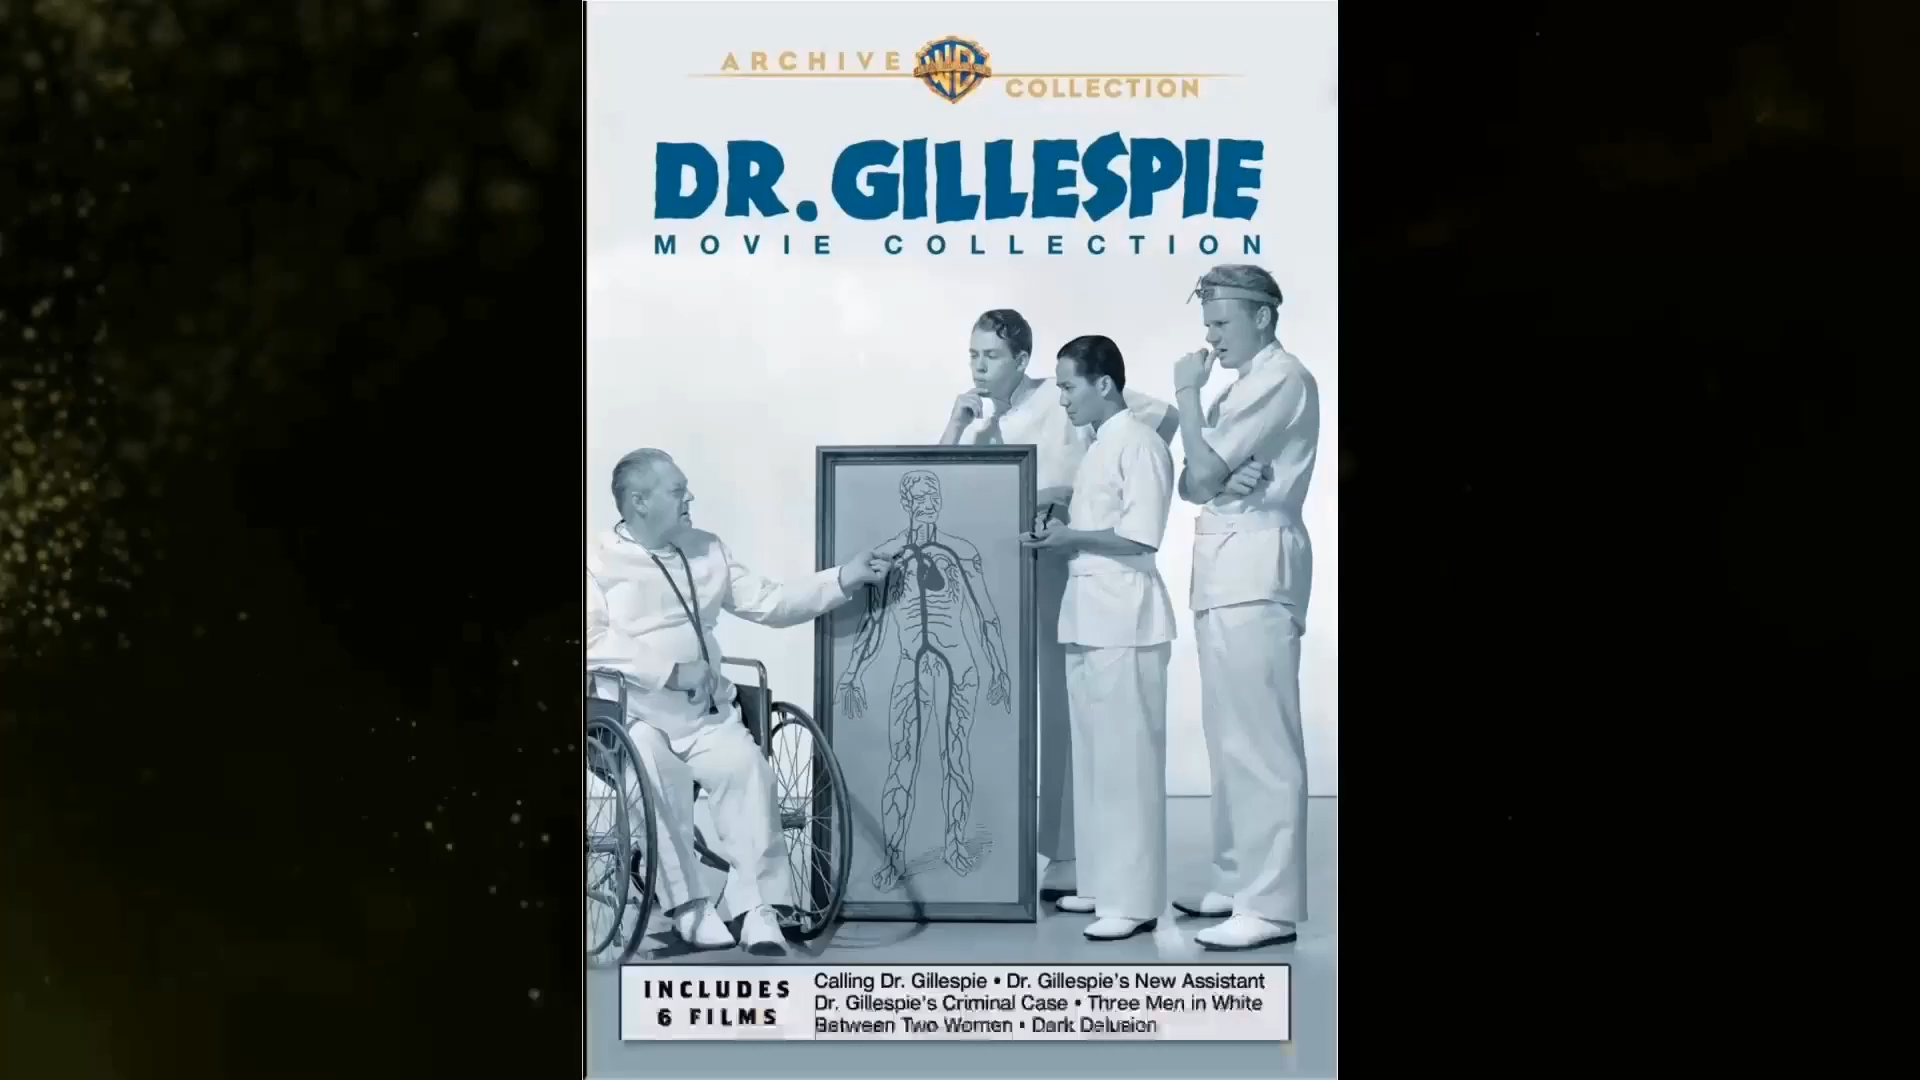 ARCHIVE WB COLLECTION
DR. GILLESPIE
MOVIE COLLECTION
INCLUDES
6 FILMS
Calling Dr. Gillespie • Dr. Gillespie's New Assistant
Dr. Gillespie's Criminal Case • Three Men in White
Between Two Women • Dark Delusion